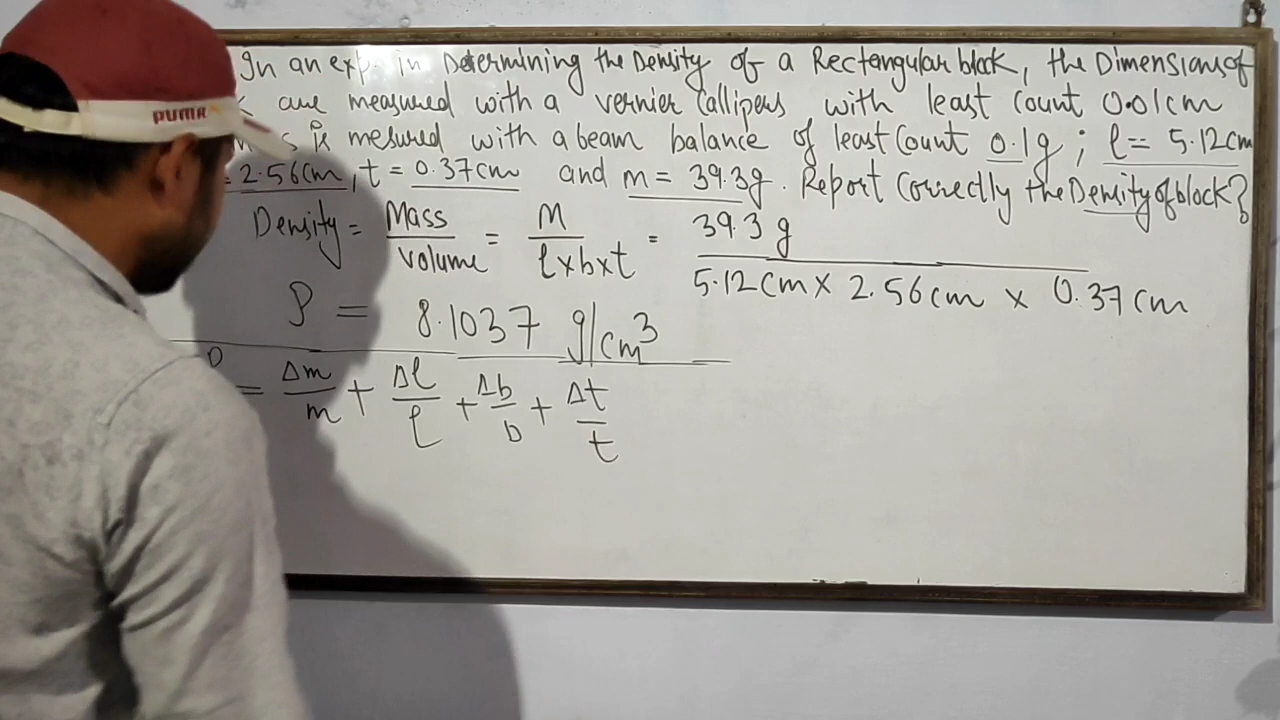 PUMA
In an exp. in Determining the Density of a Rectangular block, the Dimensions of
are measured with a vernier Callipers with least Count 0.01cm
is mesured with a beam balance of least Count 0.1g ; l = 5.12cm
= 2.56cm, t = 0.37cm and m = 39.3g. Report Correctly the Density of block?
Density = Mass/Volume = M/l×b×t = 39.3 g/5.12cm × 2.56cm × 0.37cm
ρ = 8.1037 g/cm³
= Δm/m + Δl/l + Δb/b + Δt/t